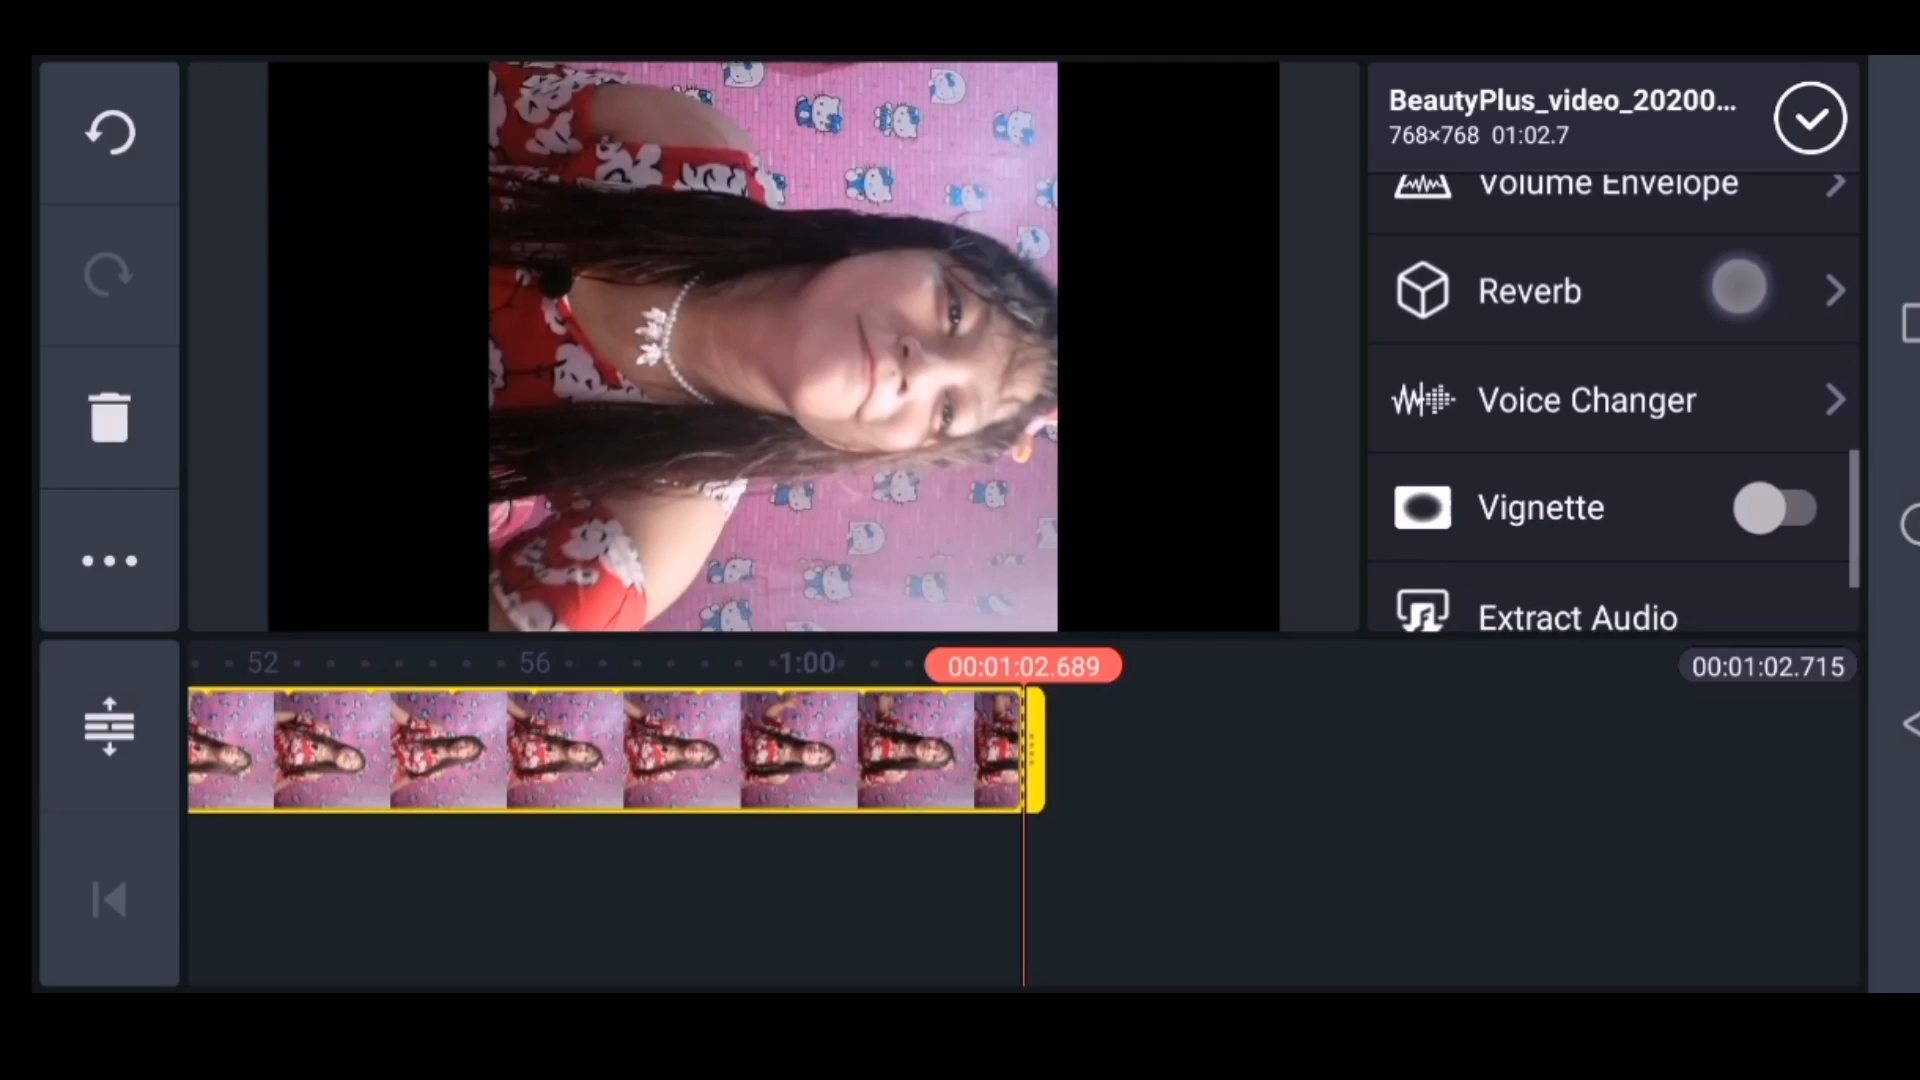 BeautyPlus_video_20200...
768×768 01:02.7
Volume Envelope
Reverb
Voice Changer
Vignette
Extract Audio
52 56 1:00 00:01:02.689 00:01:02.715